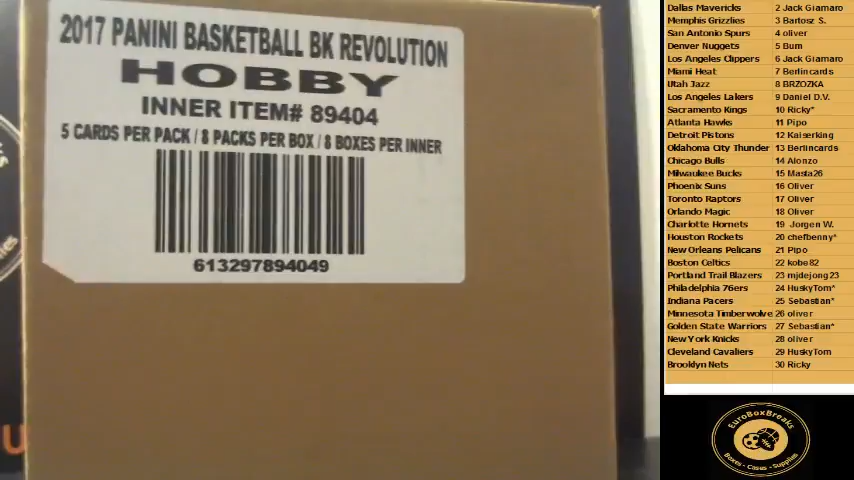 2017 PANINI BASKETBALL BK REVOLUTION
HOBBY
INNER ITEM# 89404
5 CARDS PER PACK / 8 PACKS PER BOX / 8 BOXES PER INNER
613297894049
U
Dallas Mavericks 2 Jack Giamaro
Memphis Grizzlies 3 Bartosz S.
San Antonio Spurs 4 oliver
Denver Nuggets 5 Bum
Los Angeles Clippers 6 Jack Giamaro
Miami Heat 7 Berlincards
Utah Jazz 8 BRZOZKA
Los Angeles Lakers 9 Daniel D.V.
Sacramento Kings 10 Ricky*
Atlanta Hawks 11 Pipo
Detroit Pistons 12 Kaiserking
Oklahoma City Thunder 13 Berlincards
Chicago Bulls 14 Alonzo
Milwaukee Bucks 15 Masta26
Phoenix Suns 16 Oliver
Toronto Raptors 17 Oliver
Orlando Magic 18 Oliver
Charlotte Hornets 19 Jorgen W.
Houston Rockets 20 chefbenny*
New Orleans Pelicans 21 Pipo
Boston Celtics 22 kobe82
Portland Trail Blazers 23 mjdejong23
Philadelphia 76ers 24 HuskyTom*
Indiana Pacers 25 Sebastian*
Minnesota Timberwolve 26 oliver
Golden State Warriors 27 Sebastian*
New York Knicks 28 oliver
Cleveland Cavaliers 29 HuskyTom
Brooklyn Nets 30 Ricky
EuroBoxBreaks
Boxes - Cases - Supplies